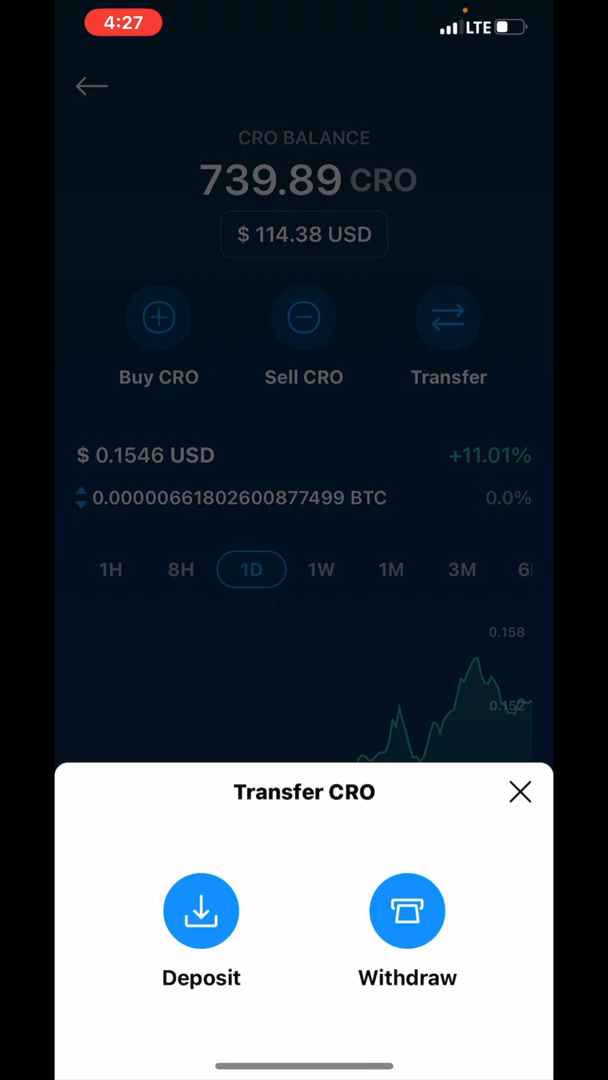 4:27
LTE
CRO BALANCE
739.89 CRO
$ 114.38 USD
Buy CRO
Sell CRO
Transfer
$ 0.1546 USD
+11.01%
0.00000661802600877499 BTC
0.0%
1H 8H 1D 1W 1M 3M 6
0.158
0.152
Transfer CRO
Deposit
Withdraw